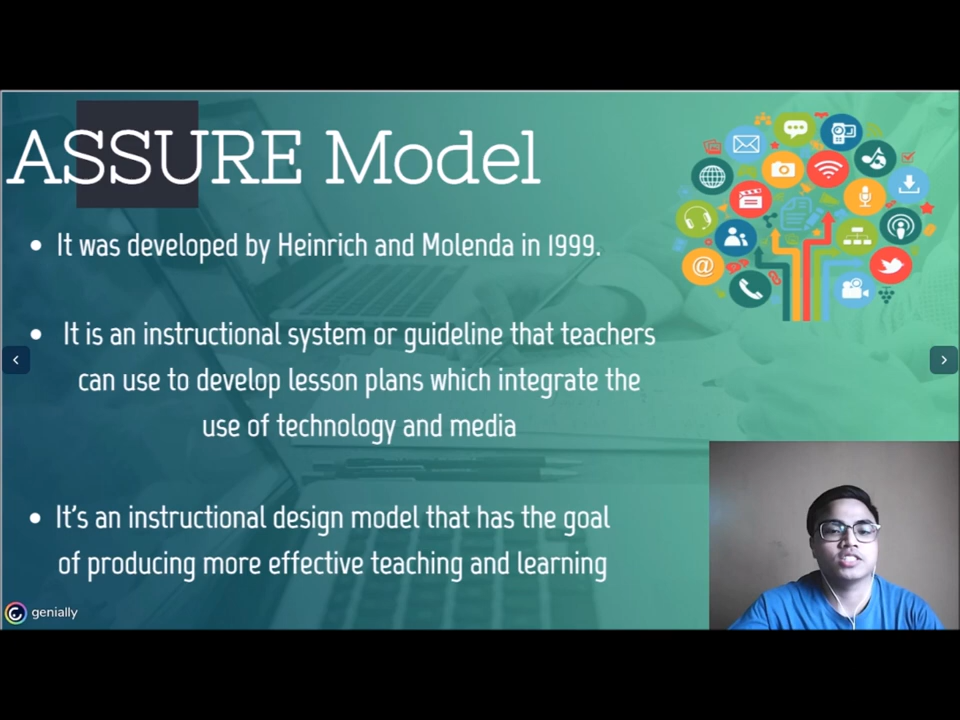 ASSURE Model
• It was developed by Heinrich and Molenda in 1999.
• It is an instructional system or guideline that teachers
can use to develop lesson plans which integrate the
use of technology and media
• It's an instructional design model that has the goal
of producing more effective teaching and learning
@
genially